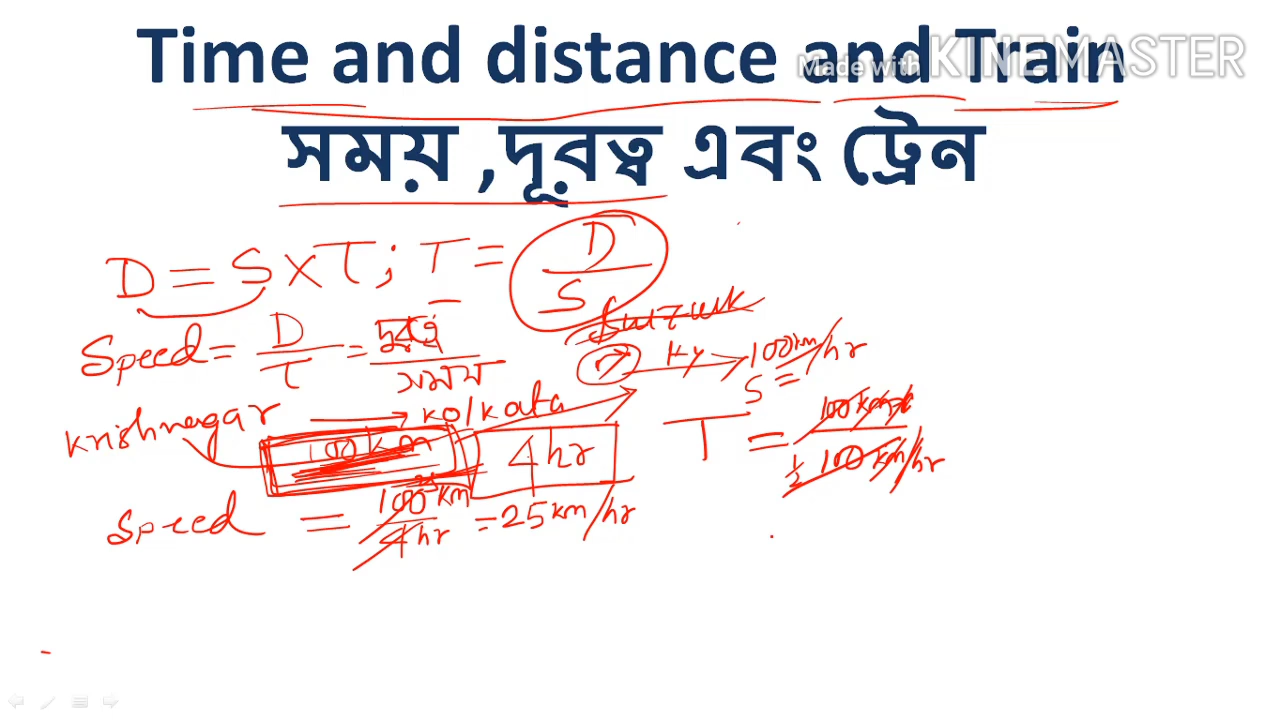 Time and distance and Train
Made with KINEMASTER
সময় ,দূরত্ব এবং ট্রেন
D = S X T ; T = D / S
Speed = D / T = দূরত্ব / সময়
K y → 100 km/hr
S =
Krishnagar → Kolkata
100 km 4 hr
T = 100 km / 100 km/hr
Speed = 100 km / 4 hr = 25 km/hr